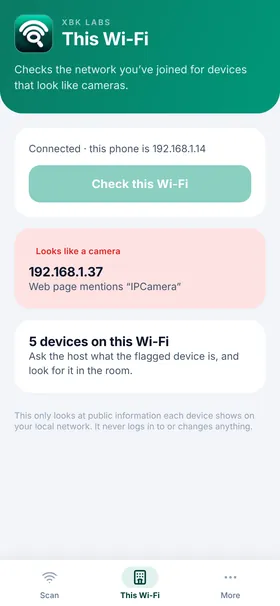 XBK LABS
This Wi-Fi
Checks the network you’ve joined for devices
that look like cameras.
Connected · this phone is 192.168.1.14
Check this Wi-Fi
Looks like a camera
192.168.1.37
Web page mentions “IPCamera”
5 devices on this Wi-Fi
Ask the host what the flagged device is, and
look for it in the room.
This only looks at public information each device shows on
your local network. It never logs in to or changes anything.
Scan
This Wi-Fi
More